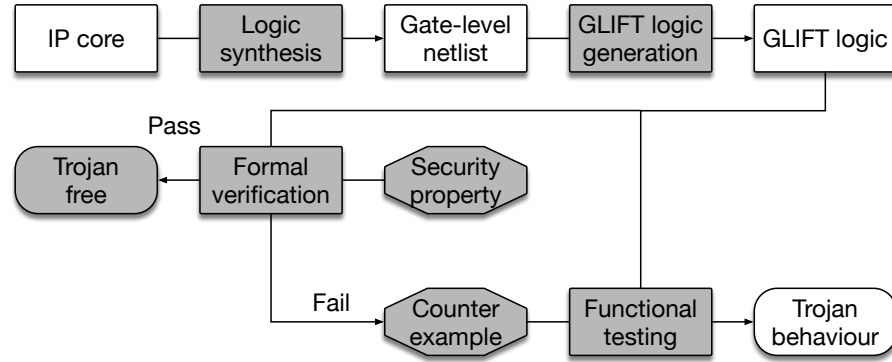 IP core
Logic
synthesis
Gate-level
netlist
GLIFT logic
generation
GLIFT logic
Pass
Trojan
free
Formal
verification
Security
property
Fail
Counter
example
Functional
testing
Trojan
behaviour